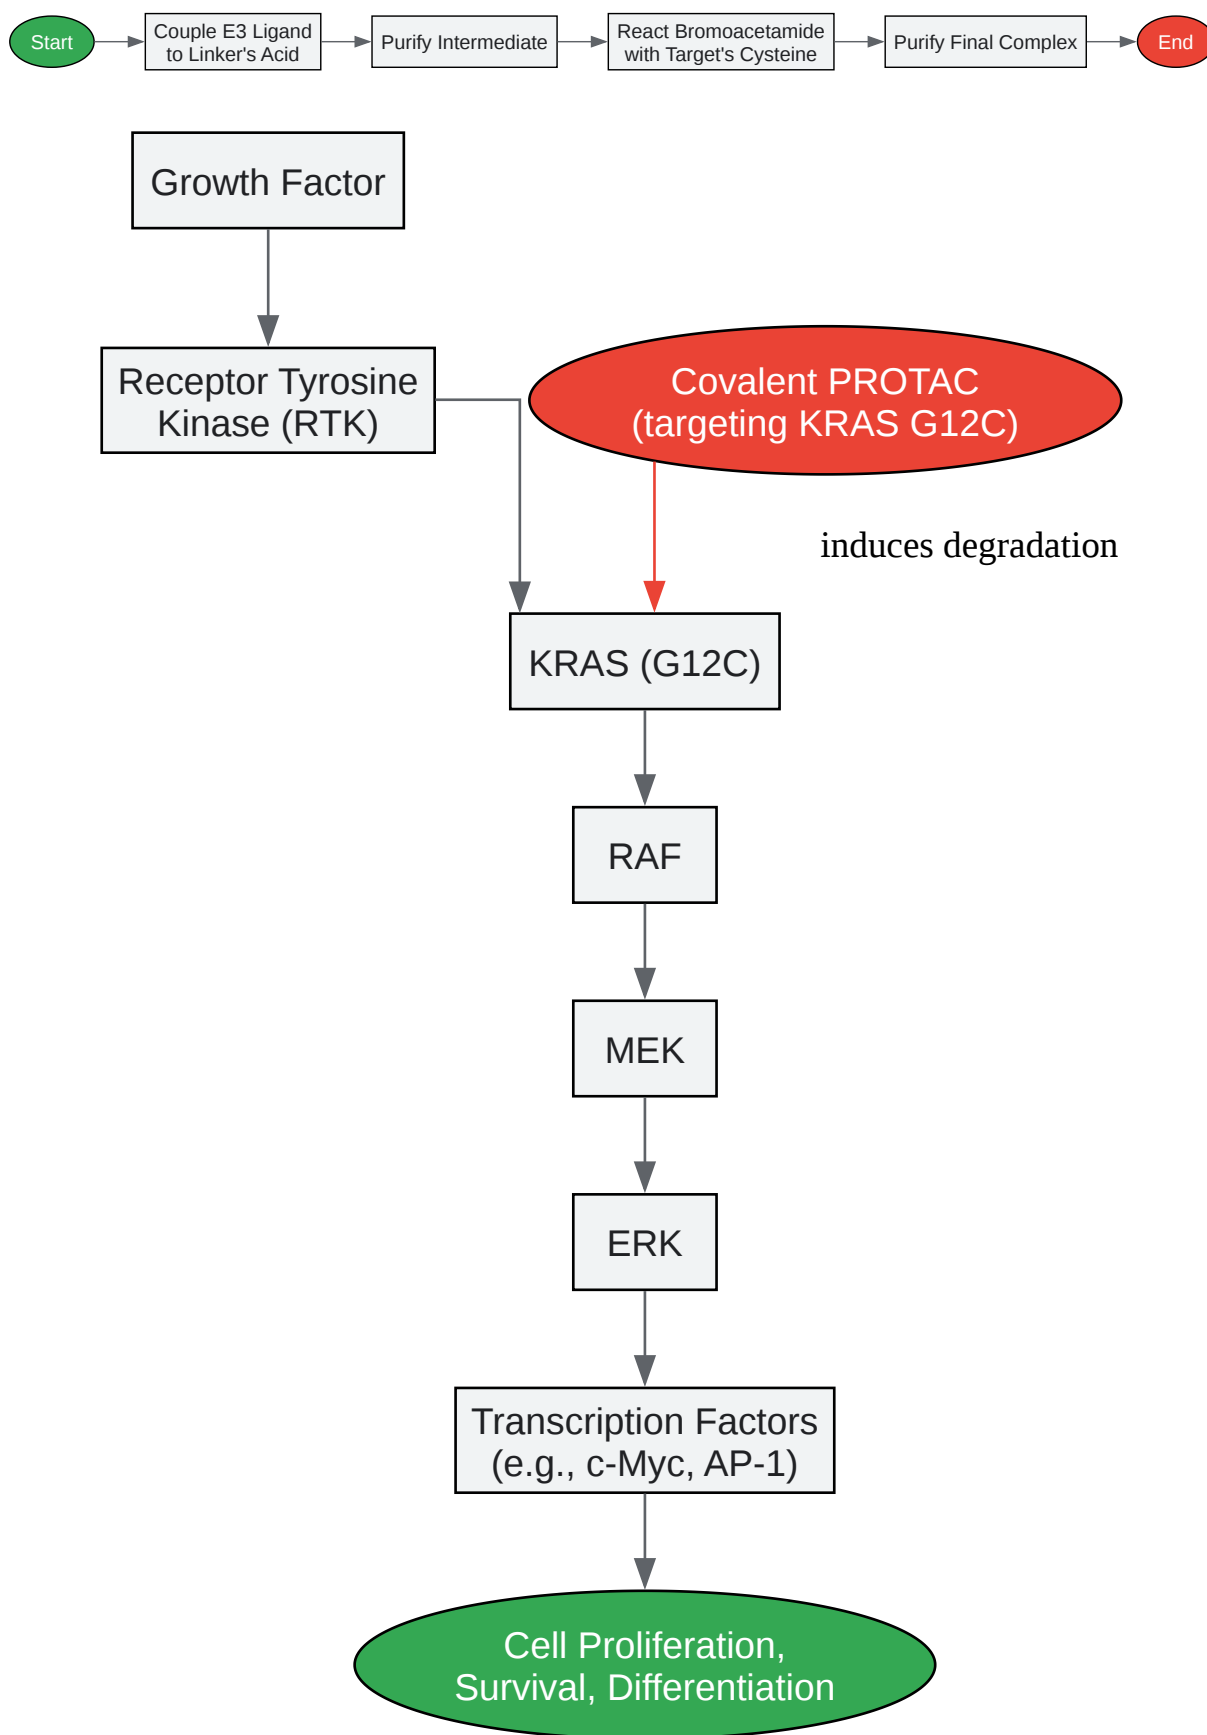 Start
Couple E3 Ligand
to Linker's Acid
Purify Intermediate
React Bromoacetamide
with Target's Cysteine
Purify Final Complex
End
Growth Factor
Receptor Tyrosine
Kinase (RTK)
Covalent PROTAC
(targeting KRAS G12C)
induces degradation
KRAS (G12C)
RAF
MEK
ERK
Transcription Factors
(e.g., c-Myc, AP-1)
Cell Proliferation,
Survival, Differentiation